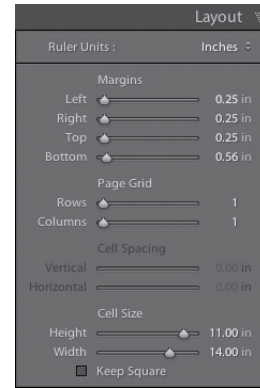 Layout
Ruler Units : Inches
Margins
Left 0.25 in
Right 0.25 in
Top 0.25 in
Bottom 0.56 in
Page Grid
Rows 1
Columns 1
Cell Spacing
Vertical 0.00 in
Horizontal 0.00 in
Cell Size
Height 11.00 in
Width 14.00 in
Keep Square